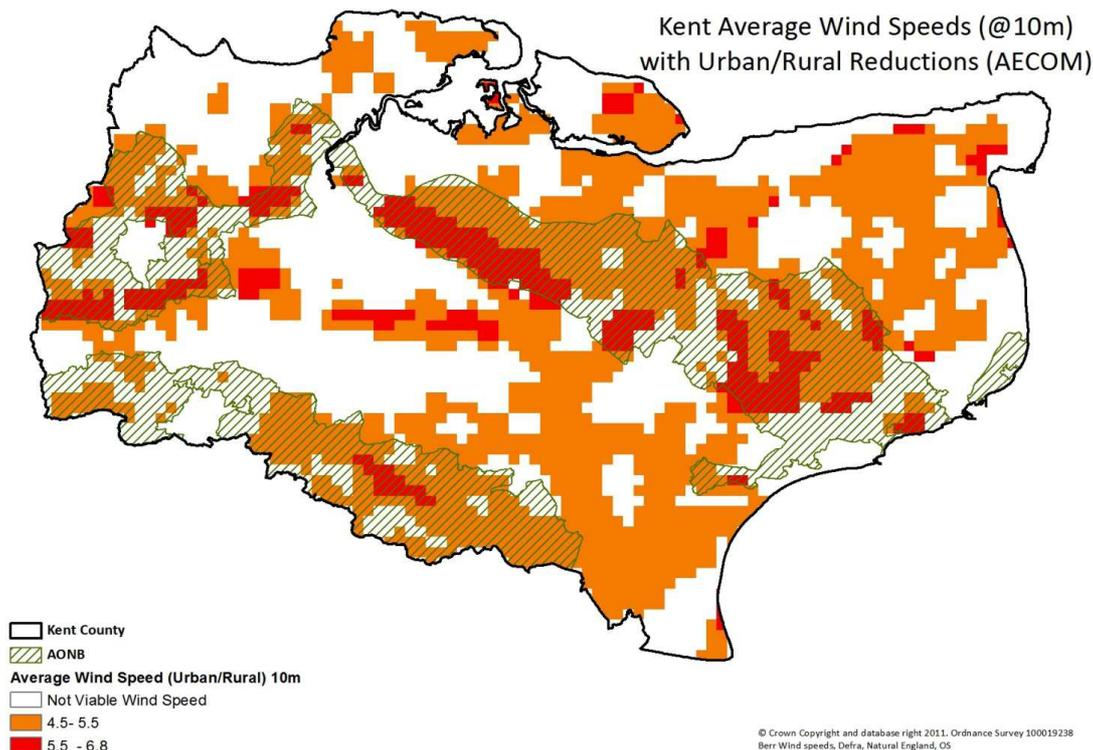 Kent Average Wind Speeds (@10m)
with Urban/Rural Reductions (AECOM)
Kent County
AONB
Average Wind Speed (Urban/Rural) 10m
Not Viable Wind Speed
4.5- 5.5
5.5 - 6.8
© Crown Copyright and database right 2011. Ordnance Survey 100019238
Berr Wind speeds, Defra, Natural England, OS